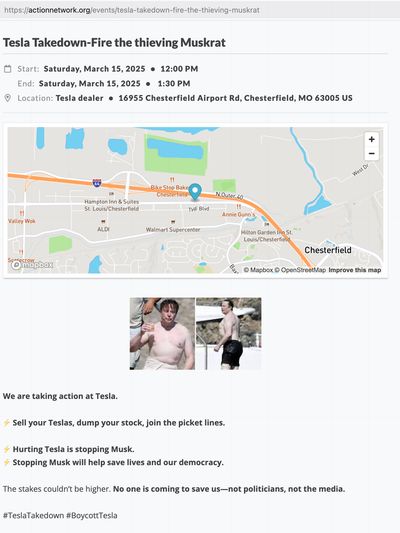 https://actionnetwork.org/events/tesla-takedown-fire-the-thieving-muskrat
Tesla Takedown-Fire the thieving Muskrat
Start: Saturday, March 15, 2025 • 12:00 PM
End: Saturday, March 15, 2025 • 1:30 PM
Location: Tesla dealer • 16955 Chesterfield Airport Rd, Chesterfield, MO 63005 US
+
−
West Dr
64
Bike Stop Bake
Chesterfield
N Outer 40
Hampton Inn & Suites
St. Louis/Chesterfield
THF Blvd
Annie Gunn's
Valley Wok
ALDI
Walmart Supercenter
Hilton Garden Inn St.
Louis/Chesterfield
Chesterfield
mapbox
© Mapbox © OpenStreetMap Improve this map
We are taking action at Tesla.
⚡ Sell your Teslas, dump your stock, join the picket lines.
⚡ Hurting Tesla is stopping Musk.
⚡ Stopping Musk will help save lives and our democracy.
The stakes couldn't be higher. No one is coming to save us—not politicians, not the media.
#TeslaTakedown #BoycottTesla